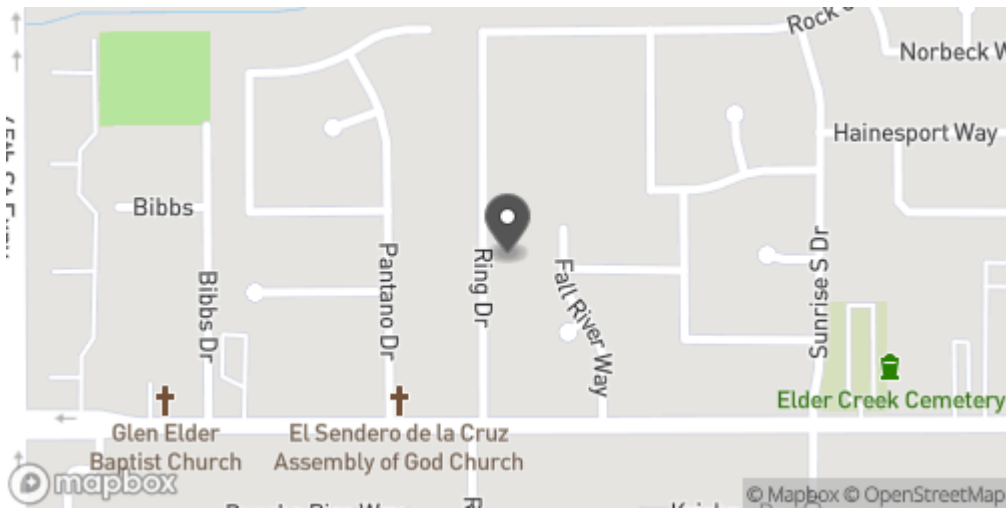 Rock
Norbeck W
Hainesport Way
Bibbs
Bibbs Dr
Pantano Dr
Ring Dr
Fall River Way
Sunrise S Dr
Elder Creek Cemetery
Glen Elder
Baptist Church
El Sendero de la Cruz
Assembly of God Church
mapbox
© Mapbox © OpenStreetMap